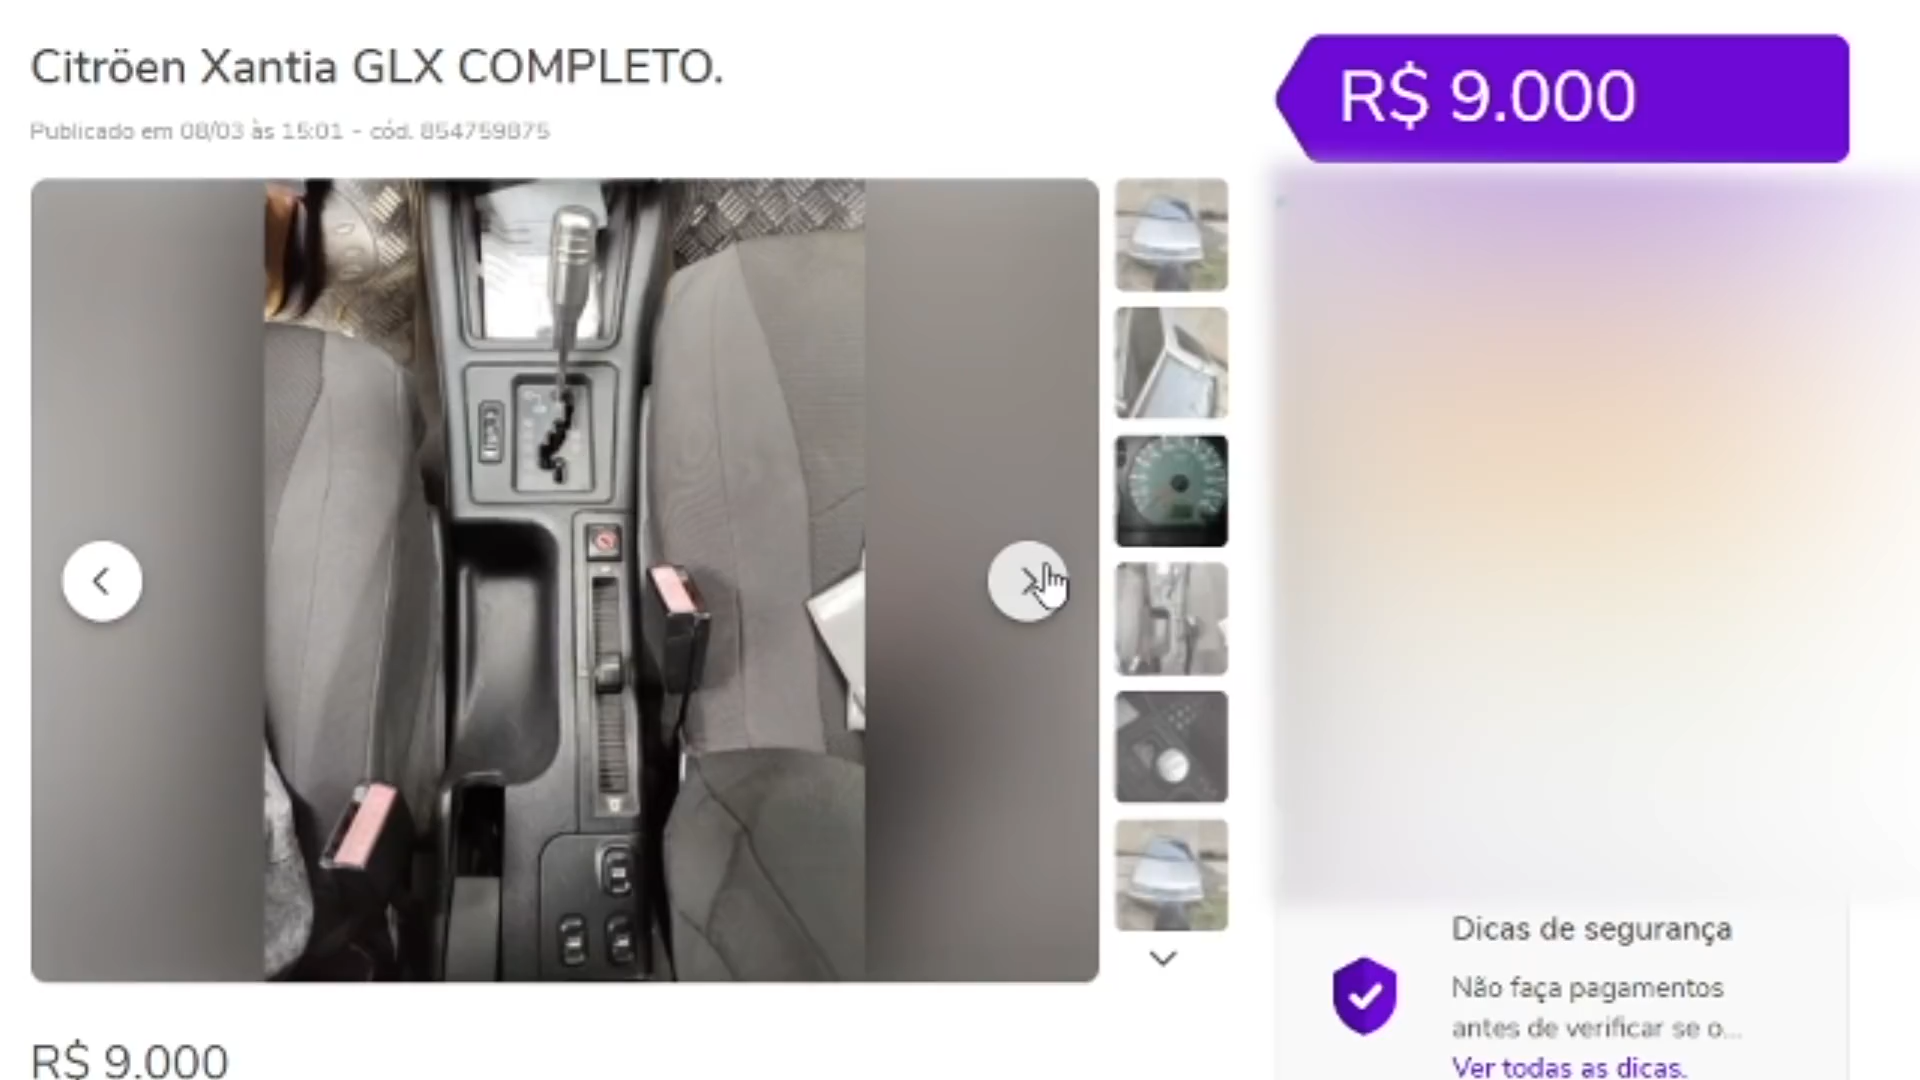 Citröen Xantia GLX COMPLETO.
Publicado em 08/03 às 15:01 - cód. 854759875
R$ 9.000
R$ 9.000
Dicas de segurança
Não faça pagamentos
antes de verificar se o...
Ver todas as dicas.